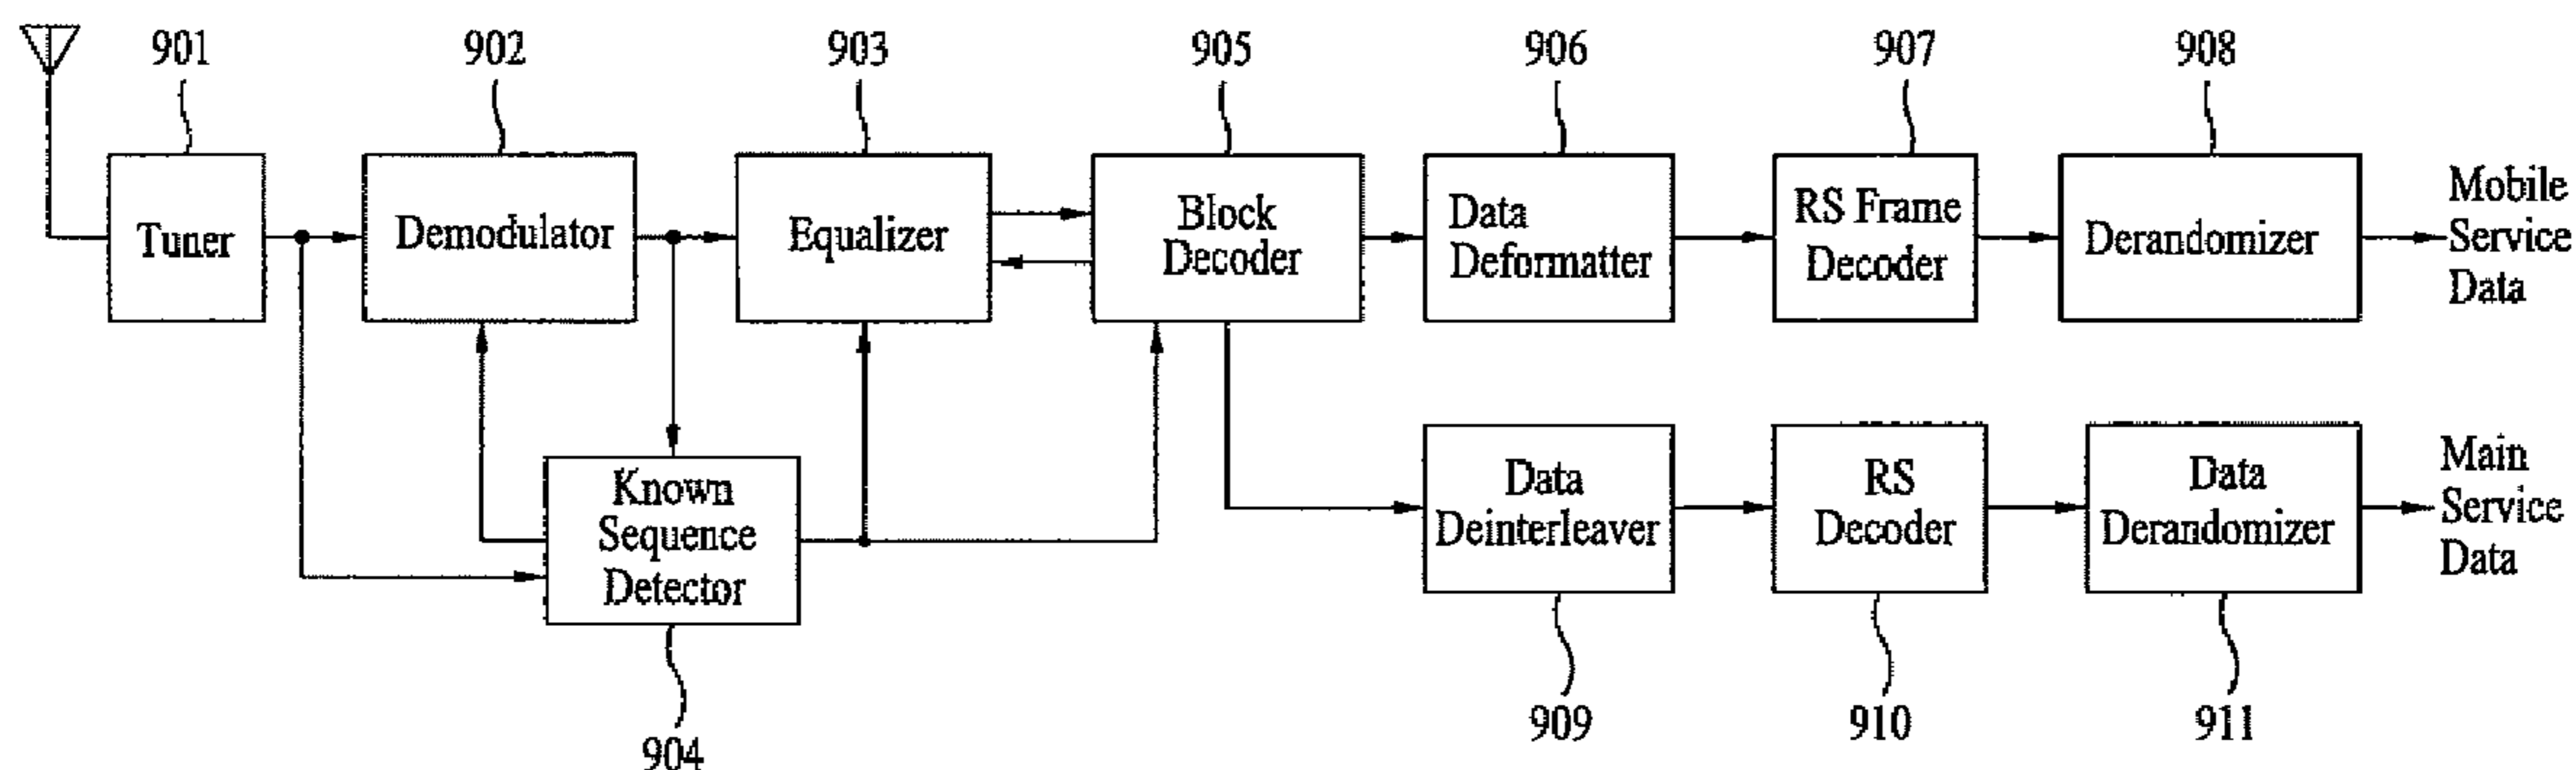 901
902
903
905
906
907
908
Tuner
Demodulator
Equalizer
Block
Decoder
Data
Deformatter
RS Frame
Decoder
Derandomizer
Mobile
Service
Data
Known
Sequence
Detector
Data
Deinterleaver
RS
Decoder
Data
Derandomizer
Main
Service
Data
904
909
910
911